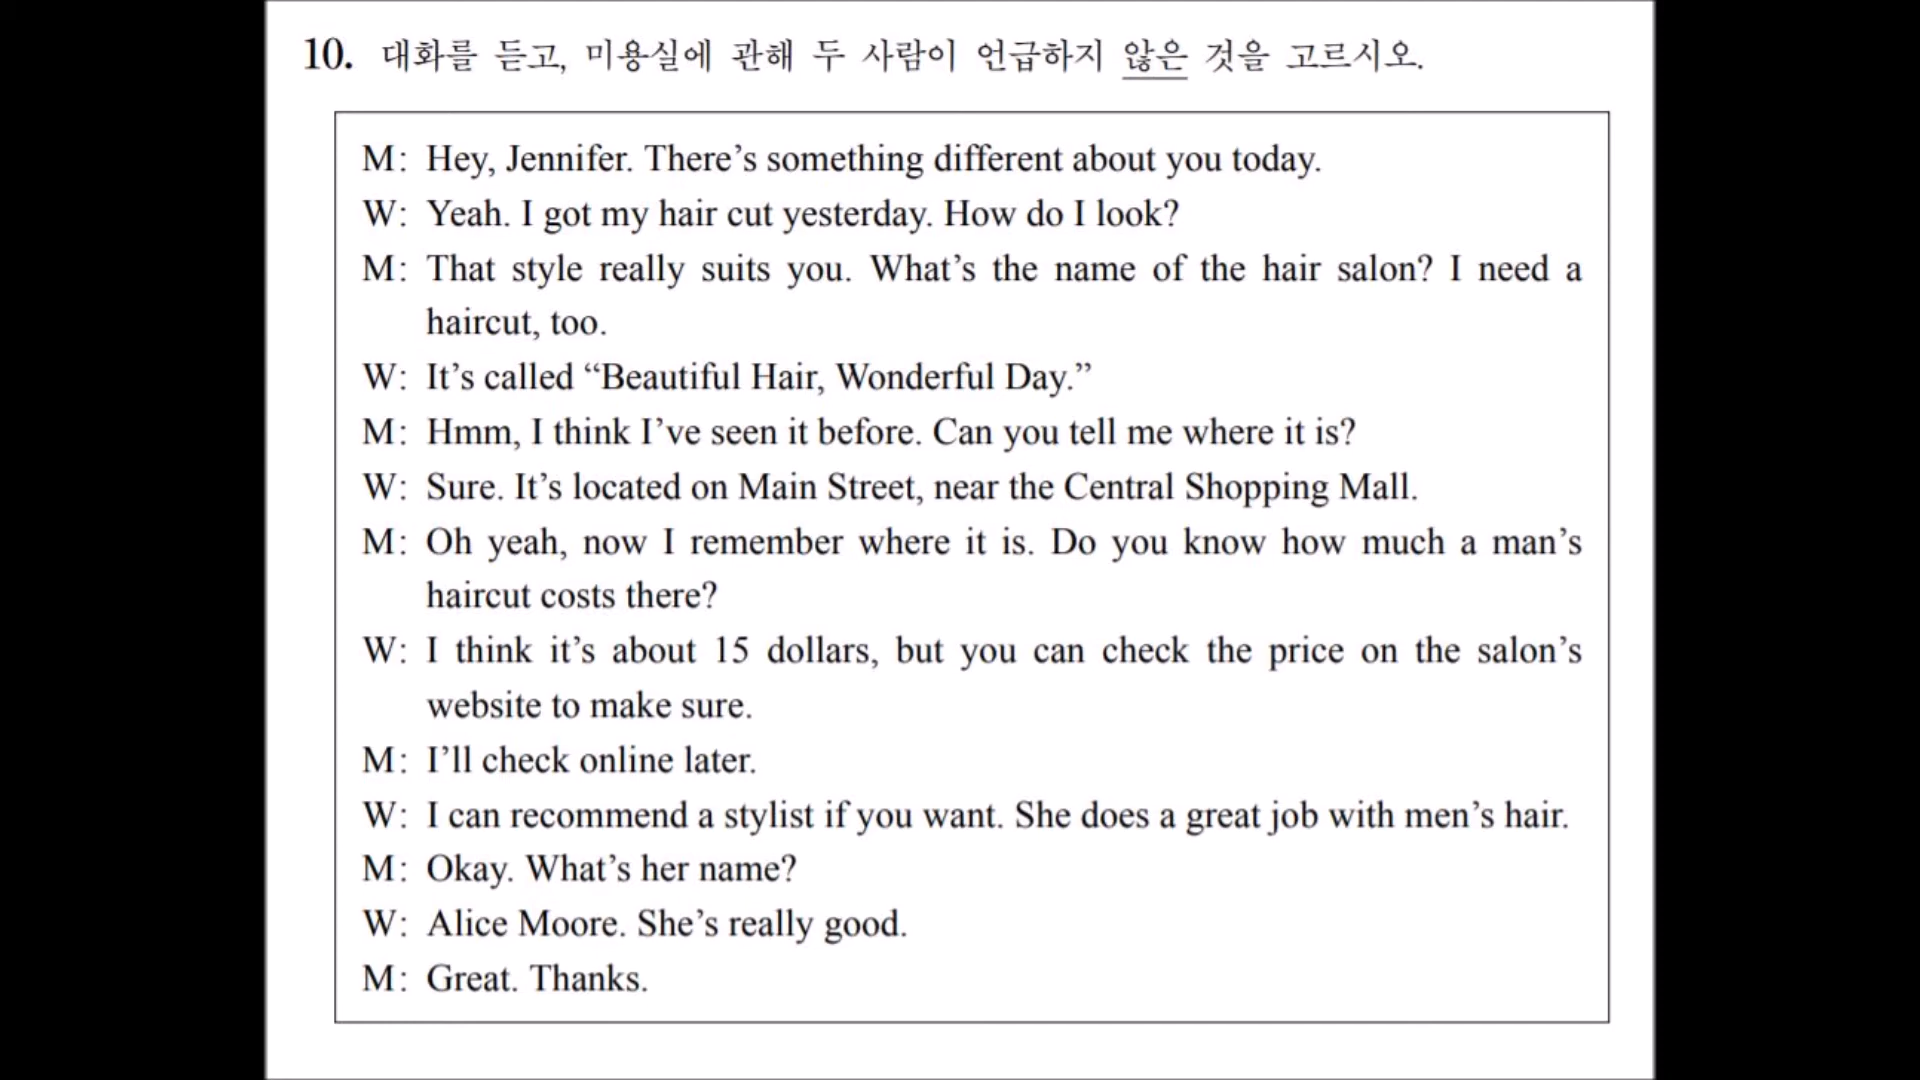 10. 대화를 듣고, 미용실에 관해 두 사람이 언급하지 않은 것을 고르시오.
M: Hey, Jennifer. There’s something different about you today.
W: Yeah. I got my hair cut yesterday. How do I look?
M: That style really suits you. What’s the name of the hair salon? I need a
haircut, too.
W: It’s called “Beautiful Hair, Wonderful Day.”
M: Hmm, I think I’ve seen it before. Can you tell me where it is?
W: Sure. It’s located on Main Street, near the Central Shopping Mall.
M: Oh yeah, now I remember where it is. Do you know how much a man’s
haircut costs there?
W: I think it’s about 15 dollars, but you can check the price on the salon’s
website to make sure.
M: I’ll check online later.
W: I can recommend a stylist if you want. She does a great job with men’s hair.
M: Okay. What’s her name?
W: Alice Moore. She’s really good.
M: Great. Thanks.